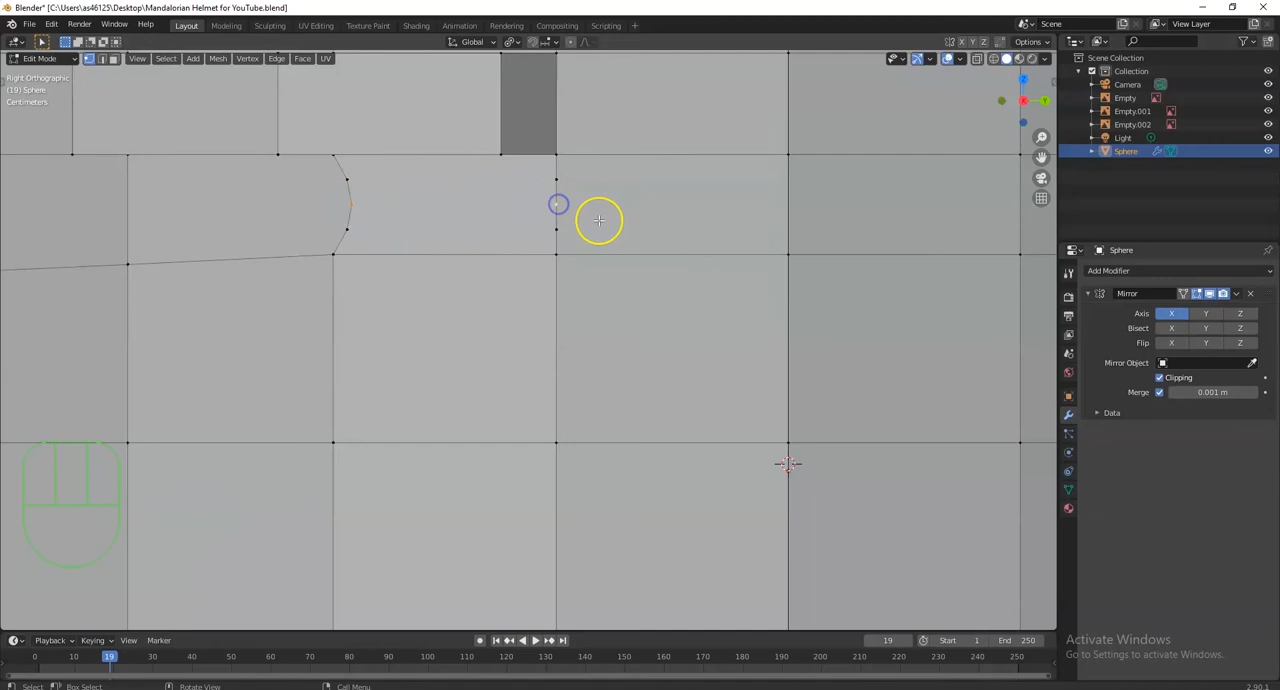 Blender* [C:\Users\as46125\Desktop\Mandalorian Helmet for YouTube.blend]
File Edit Render Window Help Layout Modeling Sculpting UV Editing Texture Paint Shading Animation Rendering Compositing Scripting + Scene View Layer
Global X Y Z Options
Edit Mode View Select Add Mesh Vertex Edge Face UV
Right Orthographic
(19) Sphere
Centimeters
Z
X
Y
Scene Collection
Collection
Camera
Empty
Empty.001
Empty.002
Light
Sphere
Sphere
Add Modifier
Mirror
Axis X Y Z
Bisect X Y Z
Flip X Y Z
Mirror Object
Clipping
Merge 0.001 m
Data
Activate Windows
Go to Settings to activate Windows.
Playback Keying View Marker 19 Start 1 End 250
0 10 19 30 40 50 60 70 80 90 100 110 120 130 140 150 160 170 180 190 200 210 220 230 240 250
Select Box Select Rotate View Call Menu 2.90.1